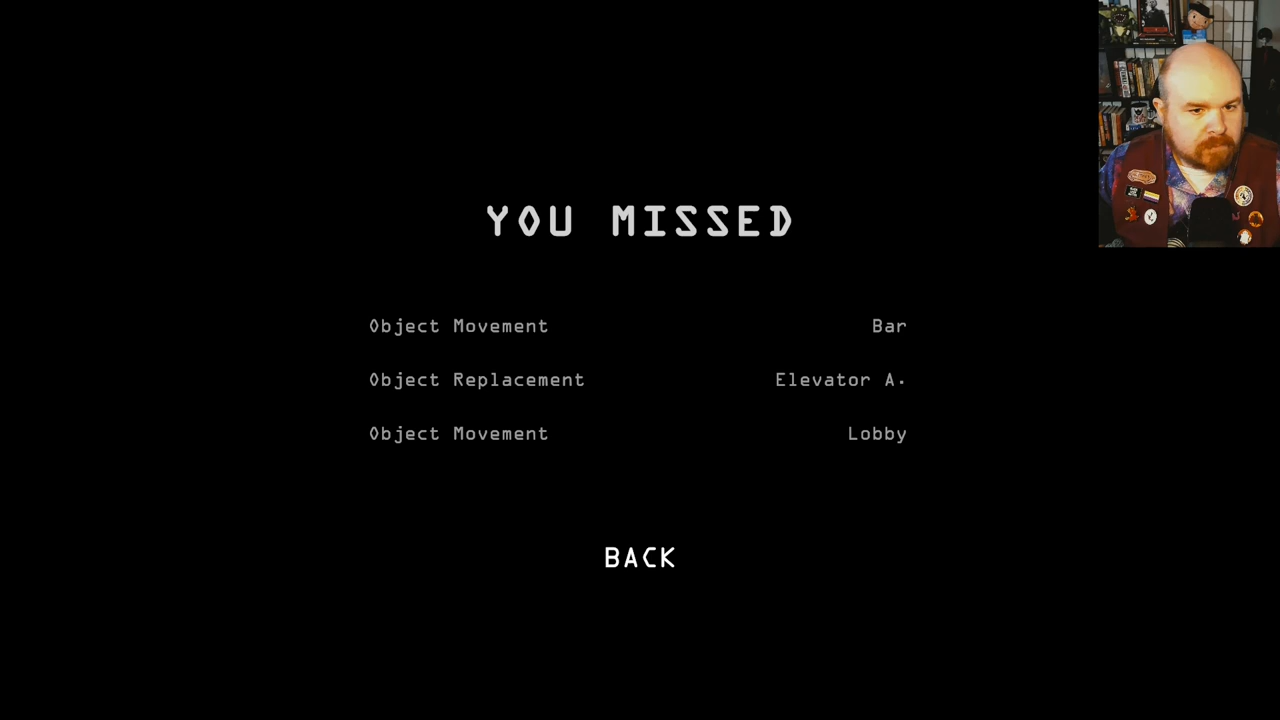 YOU MISSED
Object Movement Bar
Object Replacement Elevator A.
Object Movement Lobby
BACK